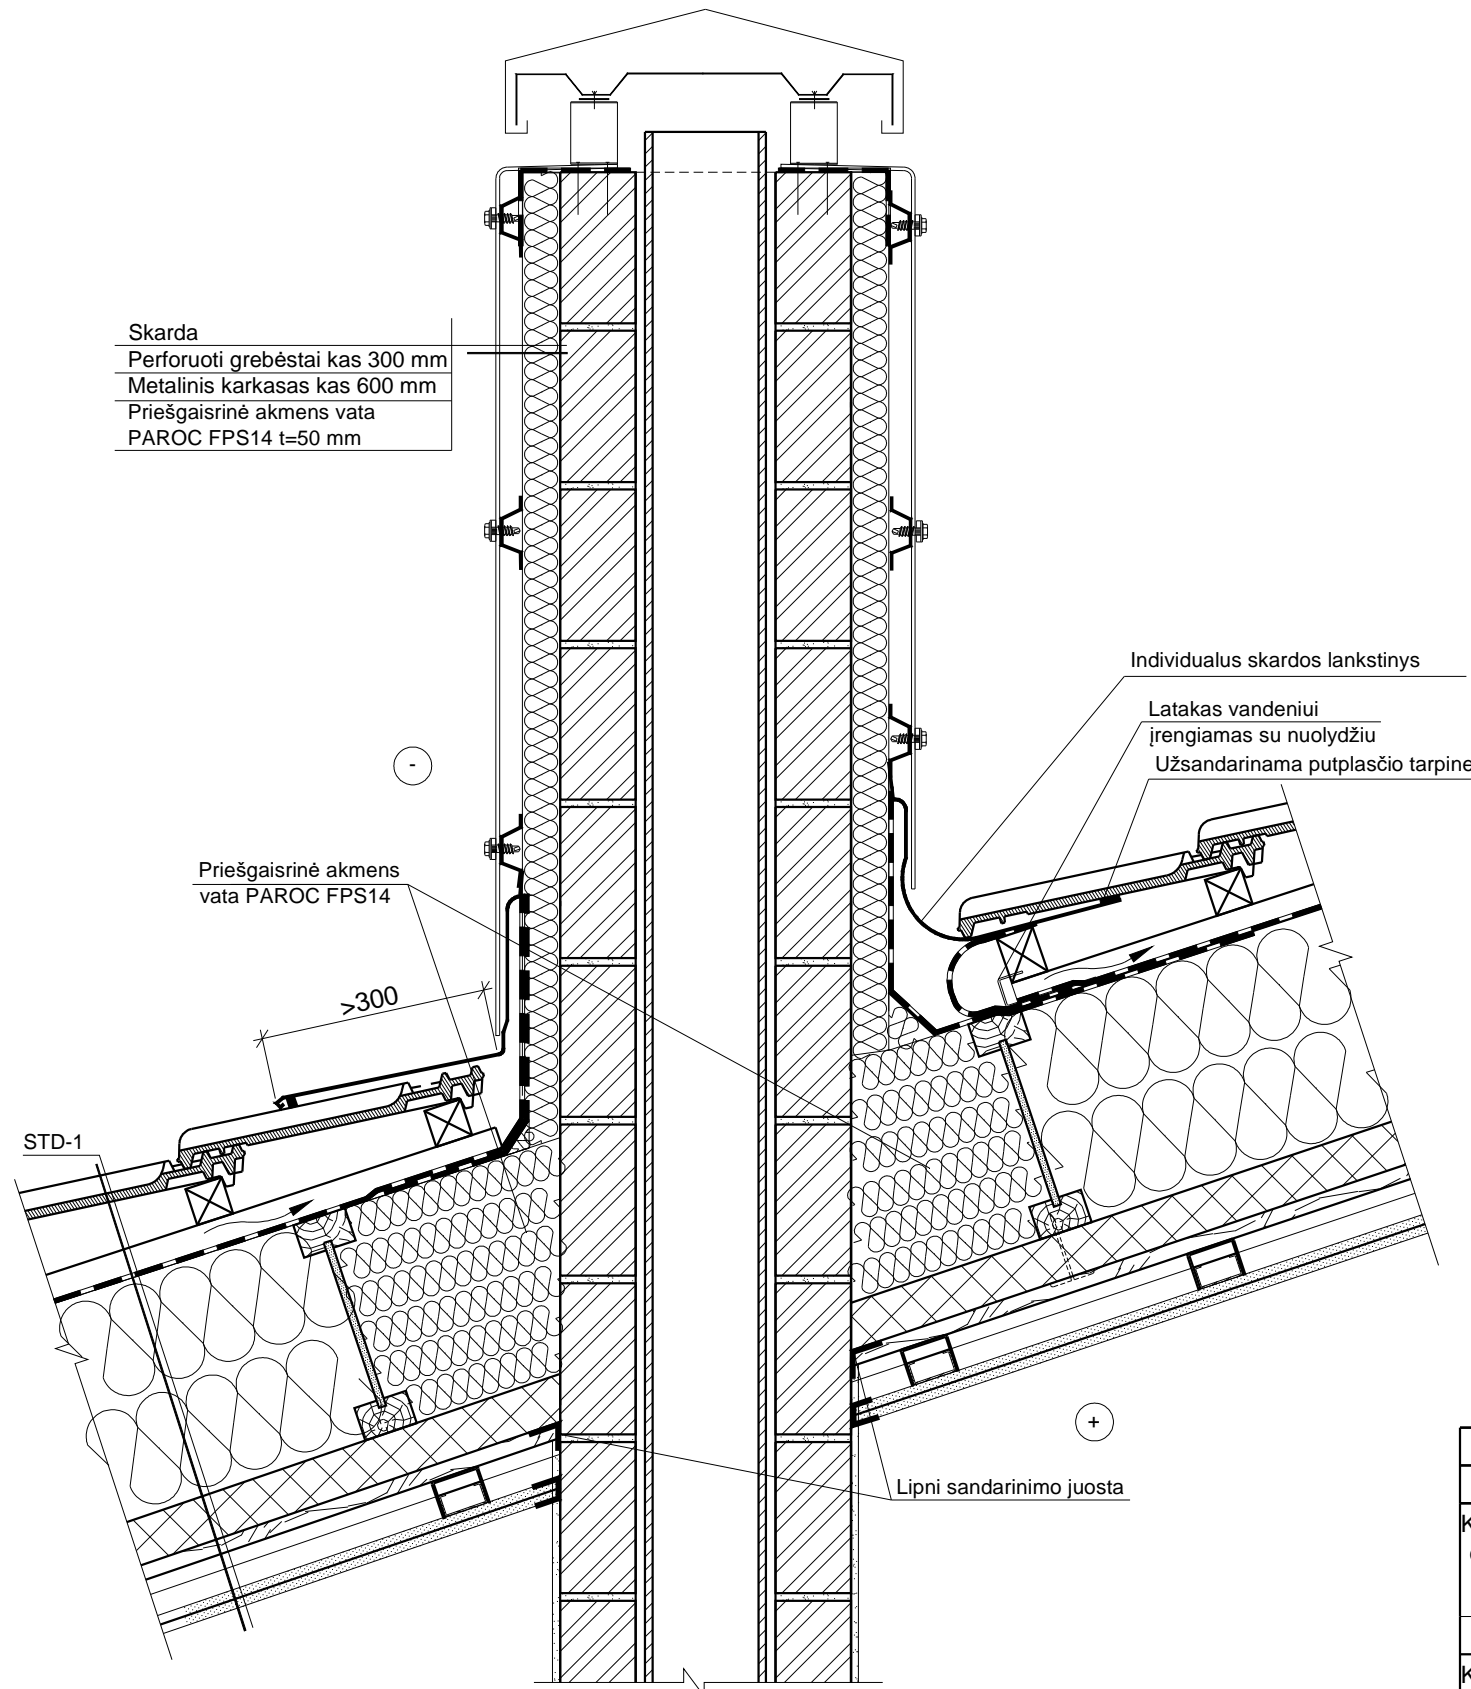 Skarda
Perforuoti grebėstai kas 300 mm
Metalinis karkasas kas 600 mm
Priešgaisrinė akmens vata
PAROC FPS14 t=50 mm
Individualus skardos lankstinys
Latakas vandeniui
įrengiamas su nuolydžiu
Užsandarinama putplasčio tarpine
-
Priešgaisrinė akmens
vata PAROC FPS14
>300
STD-1
+
Lipni sandarinimo juosta
K
K